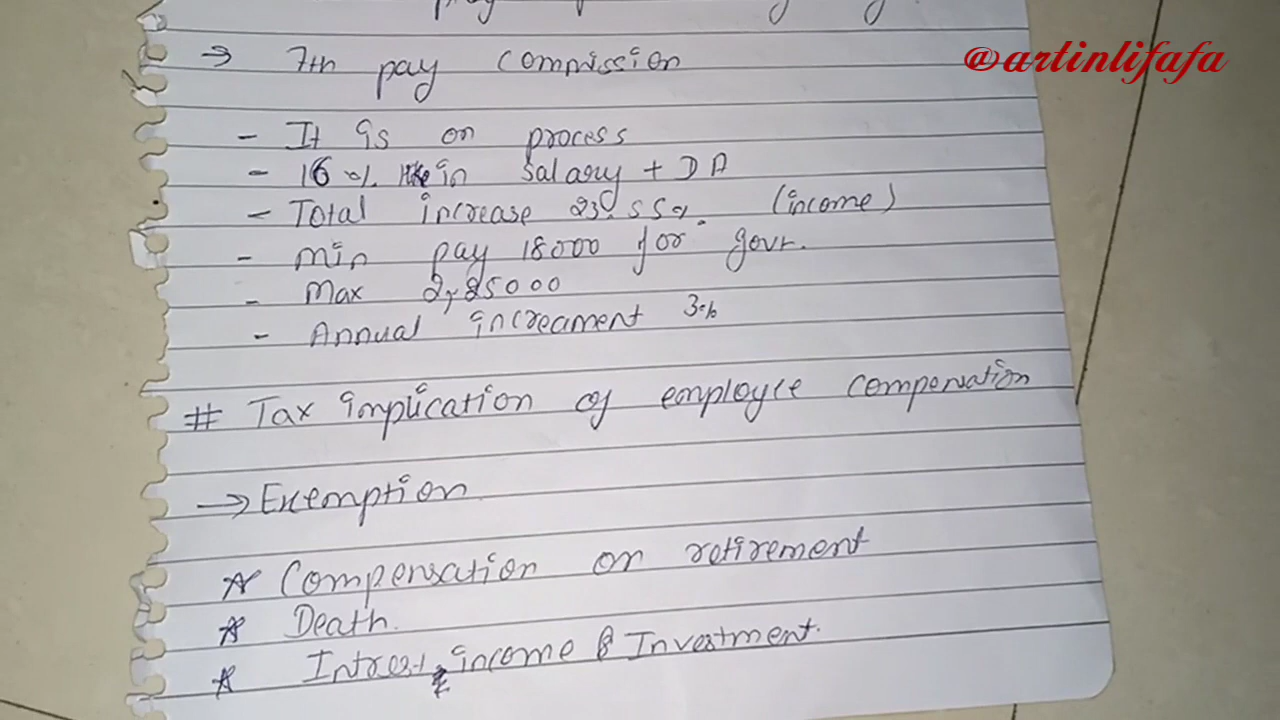 @artinlifafa
→ 7th pay commission
- It is on process
- 16 %. in salary + DA
- Total increase 23.55%. (income)
- min pay 18000 for govr.
- Max 2,25000
- Annual increament 3%
# Tax implication of employee compensation
→ Exemption
* Compensation on retirement
* Death.
* Intrest, income & Investment.